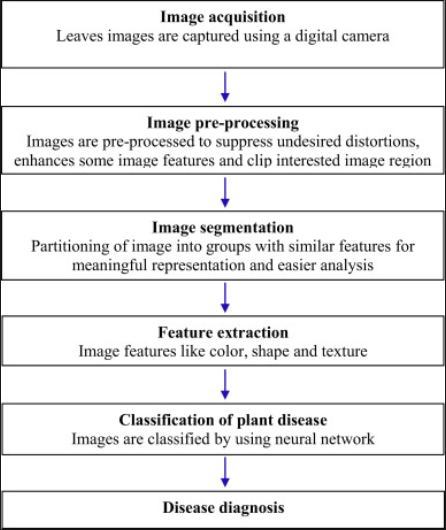 Image acquisition
Leaves images are captured using a digital camera
Image pre-processing
Images are pre-processed to suppress undesired distortions,
enhances some image features and clip interested image region
Image segmentation
Partitioning of image into groups with similar features for
meaningful representation and easier analysis
Feature extraction
Image features like color, shape and texture
Classification of plant disease
Images are classified by using neural network
Disease diagnosis